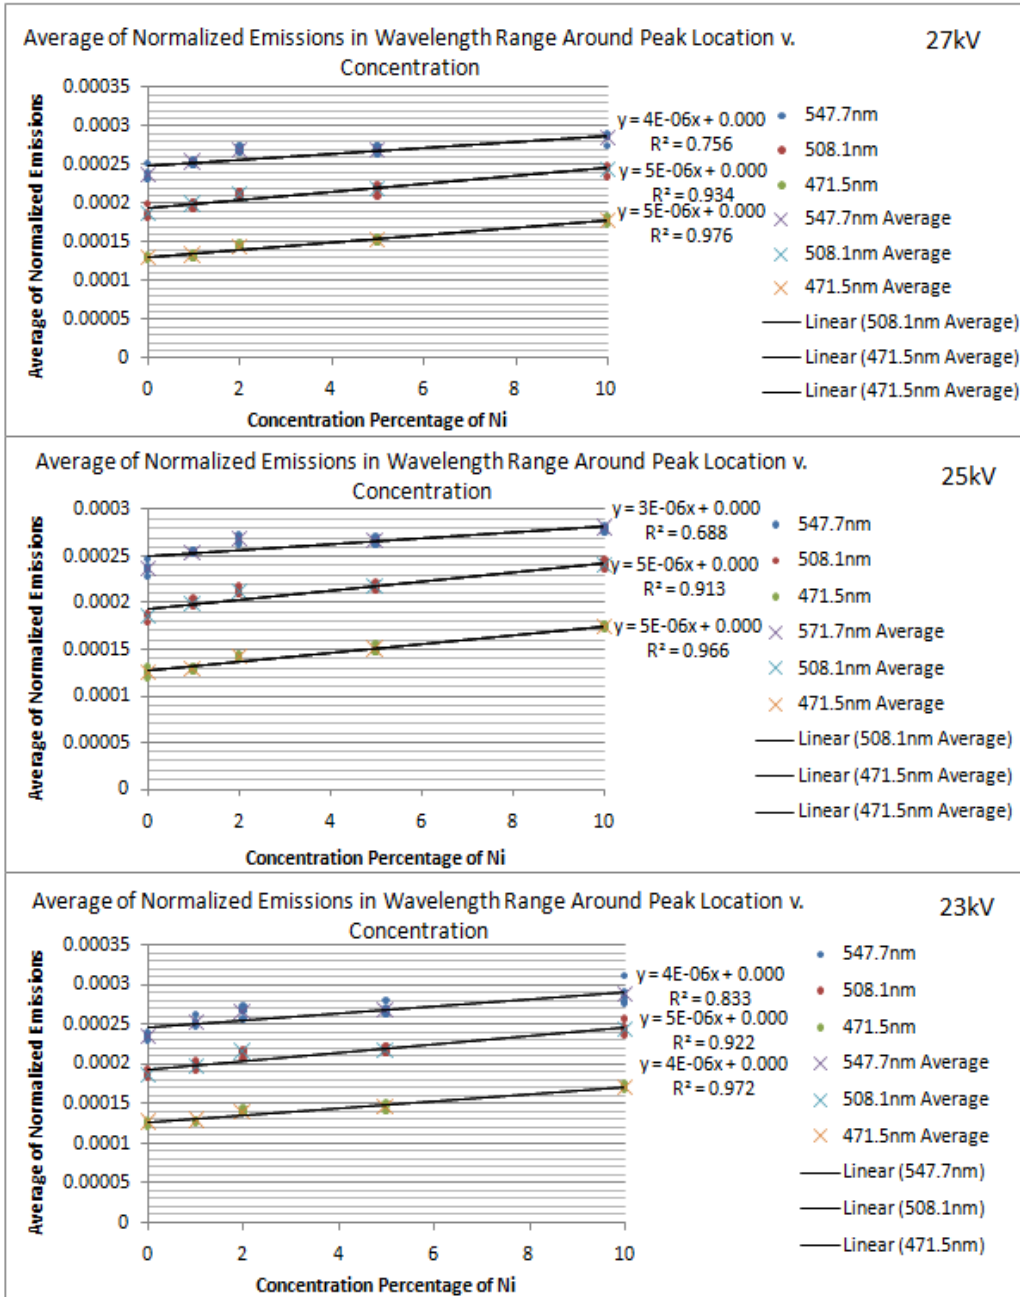 Average of Normalized Emissions in Wavelength Range Around Peak Location v.
Concentration
27kV
Average of Normalized Emissions
0.00035
0.0003
0.00025
0.0002
0.00015
0.0001
0.00005
0
0 2 4 6 8 10
Concentration Percentage of Ni
y = 4E-06x + 0.000
R² = 0.756
y = 5E-06x + 0.000
R² = 0.934
y = 5E-06x + 0.000
R² = 0.976
547.7nm
508.1nm
471.5nm
547.7nm Average
508.1nm Average
471.5nm Average
Linear (508.1nm Average)
Linear (471.5nm Average)
Linear (471.5nm Average)
Average of Normalized Emissions in Wavelength Range Around Peak Location v.
Concentration
25kV
Average of Normalized Emissions
0.0003
0.00025
0.0002
0.00015
0.0001
0.00005
0
0 2 4 6 8 10
Concentration Percentage of Ni
y = 3E-06x + 0.000
R² = 0.688
y = 5E-06x + 0.000
R² = 0.913
y = 5E-06x + 0.000
R² = 0.966
547.7nm
508.1nm
471.5nm
571.7nm Average
508.1nm Average
471.5nm Average
Linear (508.1nm Average)
Linear (471.5nm Average)
Linear (471.5nm Average)
Average of Normalized Emissions in Wavelength Range Around Peak Location v.
Concentration
23kV
Average of Normalized Emissions
0.00035
0.0003
0.00025
0.0002
0.00015
0.0001
0.00005
0
0 2 4 6 8 10
Concentration Percentage of Ni
y = 4E-06x + 0.000
R² = 0.833
y = 5E-06x + 0.000
R² = 0.922
y = 4E-06x + 0.000
R² = 0.972
547.7nm
508.1nm
471.5nm
547.7nm Average
508.1nm Average
471.5nm Average
Linear (547.7nm)
Linear (508.1nm)
Linear (471.5nm)